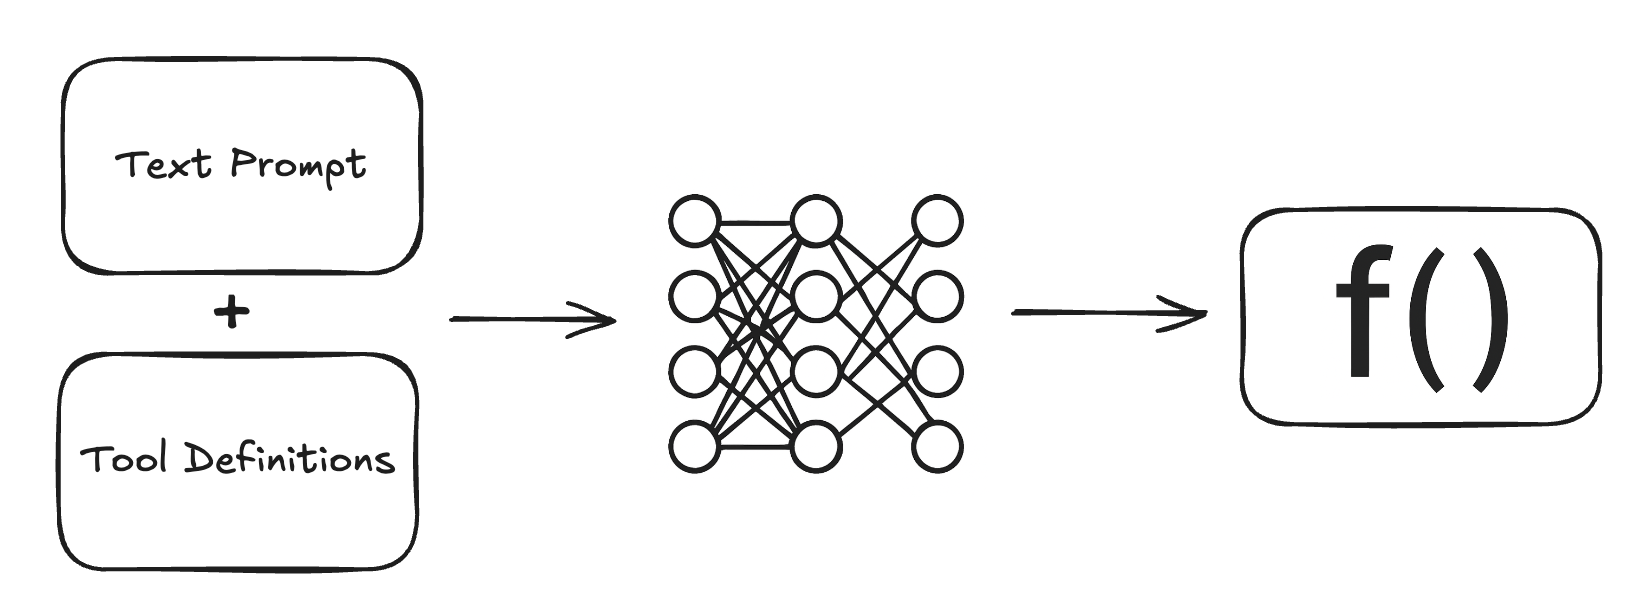 Text Prompt
+
Tool Definitions
f()